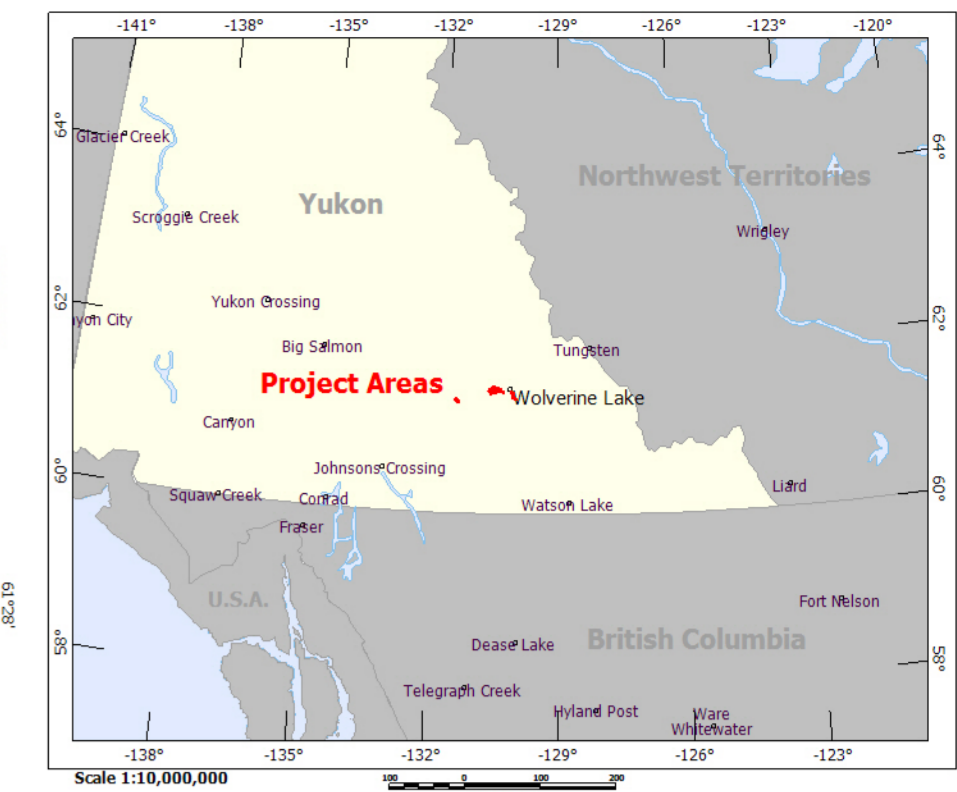 -141° -138° -135° -132° -129° -126° -123° -120°
64°
64°
Glacier Creek
Northwest Territories
Yukon
Scroggie Creek
Wrigley
62°
62°
Yukon Crossing
yon City
Big Salmon
Tungsten
Project Areas
Wolverine Lake
Canyon
60°
60°
Johnsons Crossing
Liard
Squaw Creek
Conrad
Watson Lake
Fraser
61°28'
U.S.A.
Fort Nelson
58°
58°
Dease Lake
British Columbia
Telegraph Creek
Hyland Post
Ware
Whitewater
-138° -135° -132° -129° -126° -123°
Scale 1:10,000,000
100 0 100 200